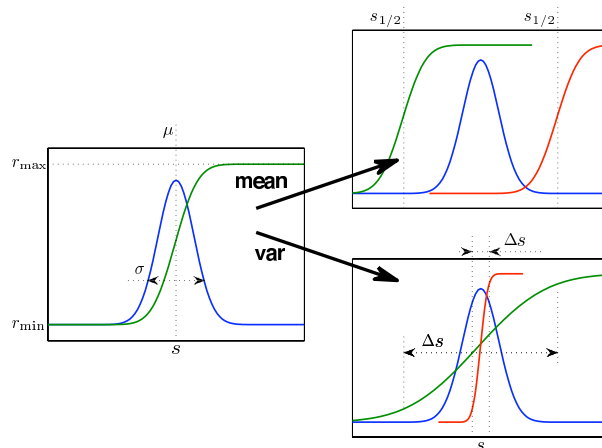 s1/2 s1/2
μ
rmax
mean
var
σ
rmin
s
Δs
Δs
s